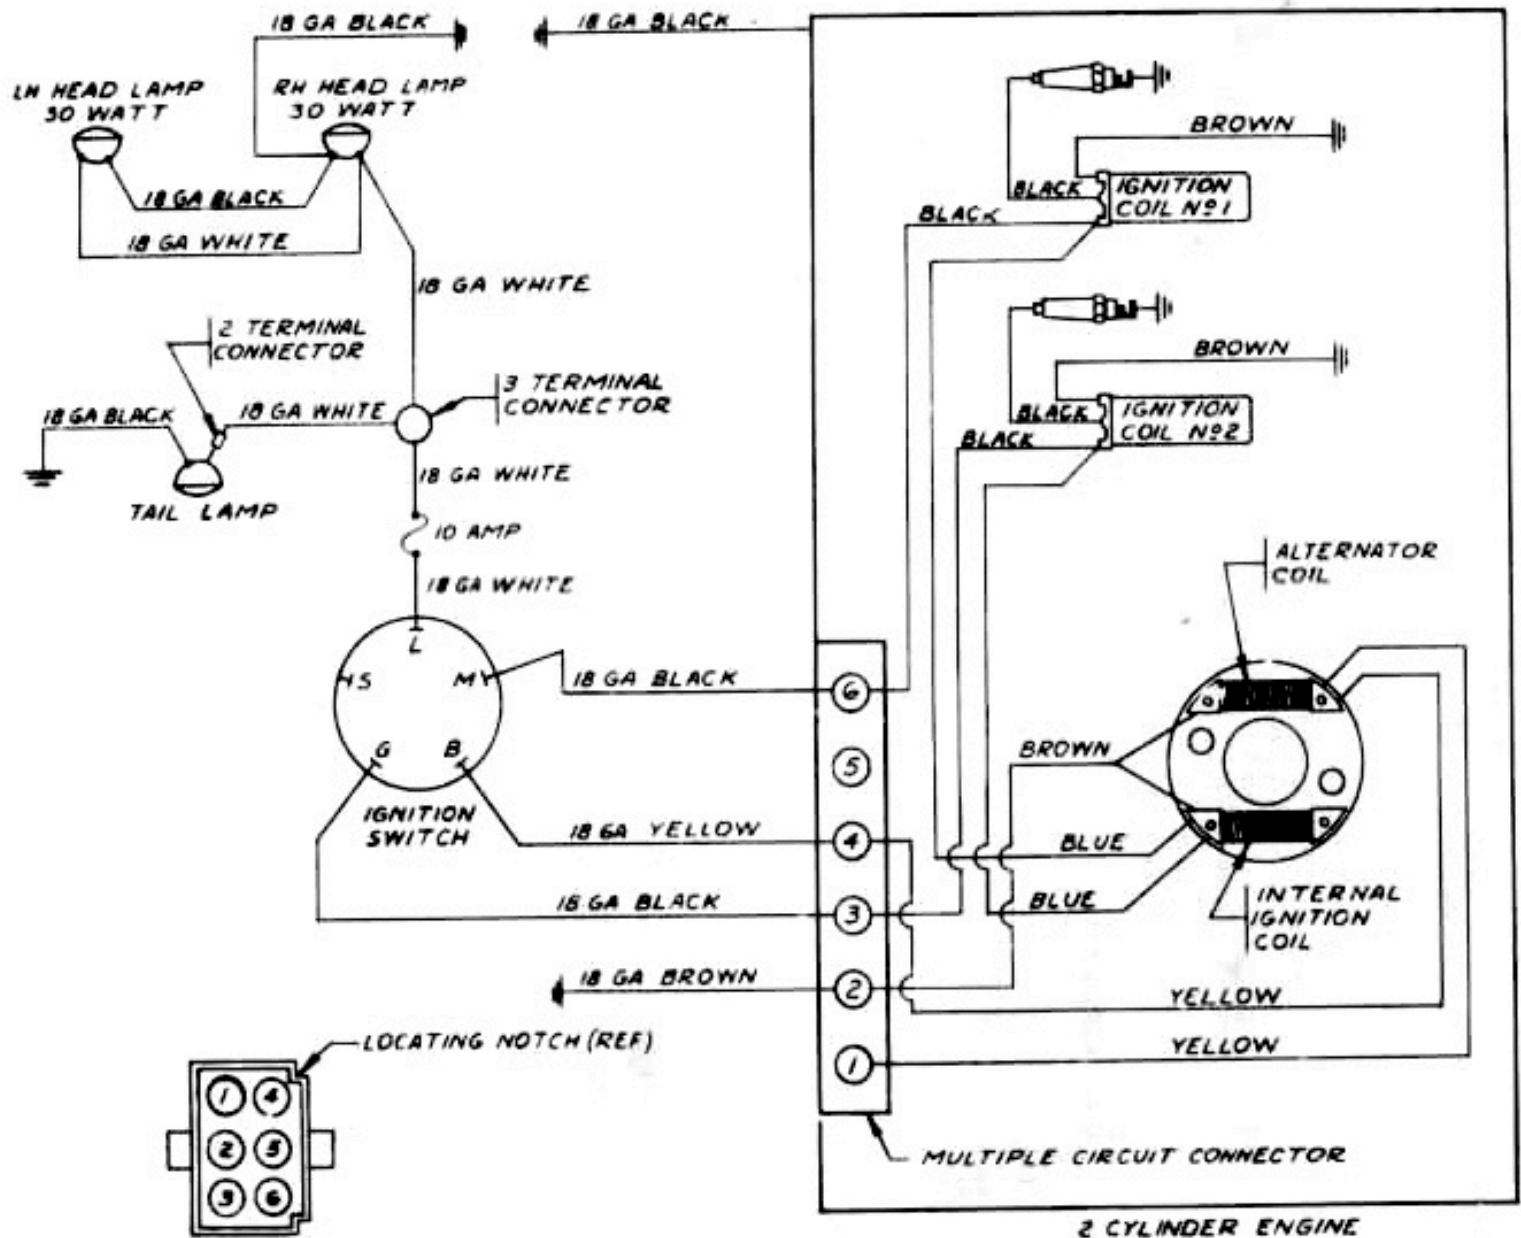 18 GA BLACK
18 GA BLACK
LH HEAD LAMP
30 WATT
RH HEAD LAMP
30 WATT
BROWN
18 GA BLACK
BLACK
IGNITION
COIL Nº1
BLACK
18 GA WHITE
18 GA WHITE
2 TERMINAL
CONNECTOR
BROWN
3 TERMINAL
CONNECTOR
18 GA BLACK
18 GA WHITE
BLACK
IGNITION
COIL Nº2
BLACK
18 GA WHITE
TAIL LAMP
10 AMP
ALTERNATOR
COIL
18 GA WHITE
L
S
M
18 GA BLACK
6
G
B
BROWN
5
IGNITION
SWITCH
18 GA YELLOW
4
BLUE
18 GA BLACK
3
BLUE
INTERNAL
IGNITION
COIL
18 GA BROWN
2
YELLOW
LOCATING NOTCH (REF)
1
YELLOW
1 4
2 5
3 6
MULTIPLE CIRCUIT CONNECTOR
2 CYLINDER ENGINE